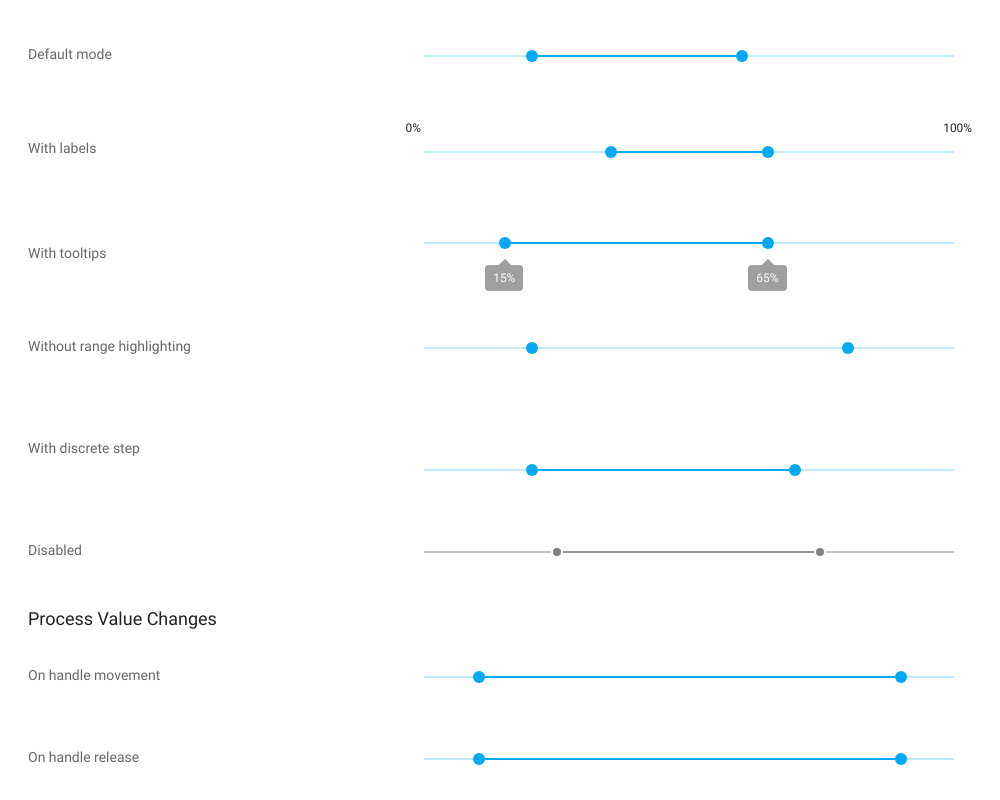 Default mode
0%
100%
With labels
With tooltips
15%
65%
Without range highlighting
With discrete step
Disabled
Process Value Changes
On handle movement
On handle release